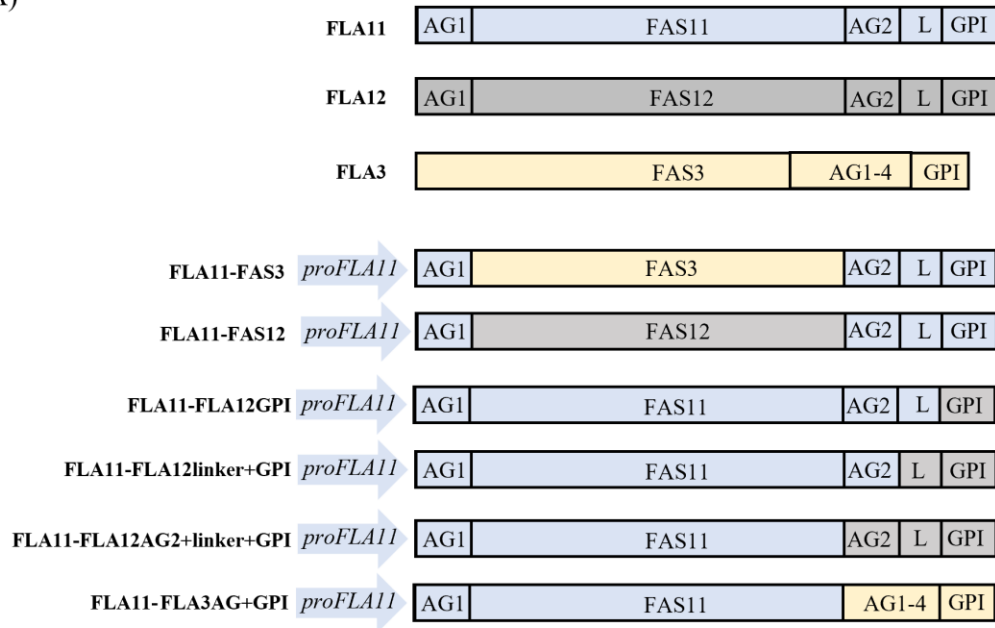 A)
FLA11 AG1 FAS11 AG2 L GPI
FLA12 AG1 FAS12 AG2 L GPI
FLA3 FAS3 AG1-4 GPI
FLA11-FAS3 proFLA11 AG1 FAS3 AG2 L GPI
FLA11-FAS12 proFLA11 AG1 FAS12 AG2 L GPI
FLA11-FLA12GPI proFLA11 AG1 FAS11 AG2 L GPI
FLA11-FLA12linker+GPI proFLA11 AG1 FAS11 AG2 L GPI
FLA11-FLA12AG2+linker+GPI proFLA11 AG1 FAS11 AG2 L GPI
FLA11-FLA3AG+GPI proFLA11 AG1 FAS11 AG1-4 GPI